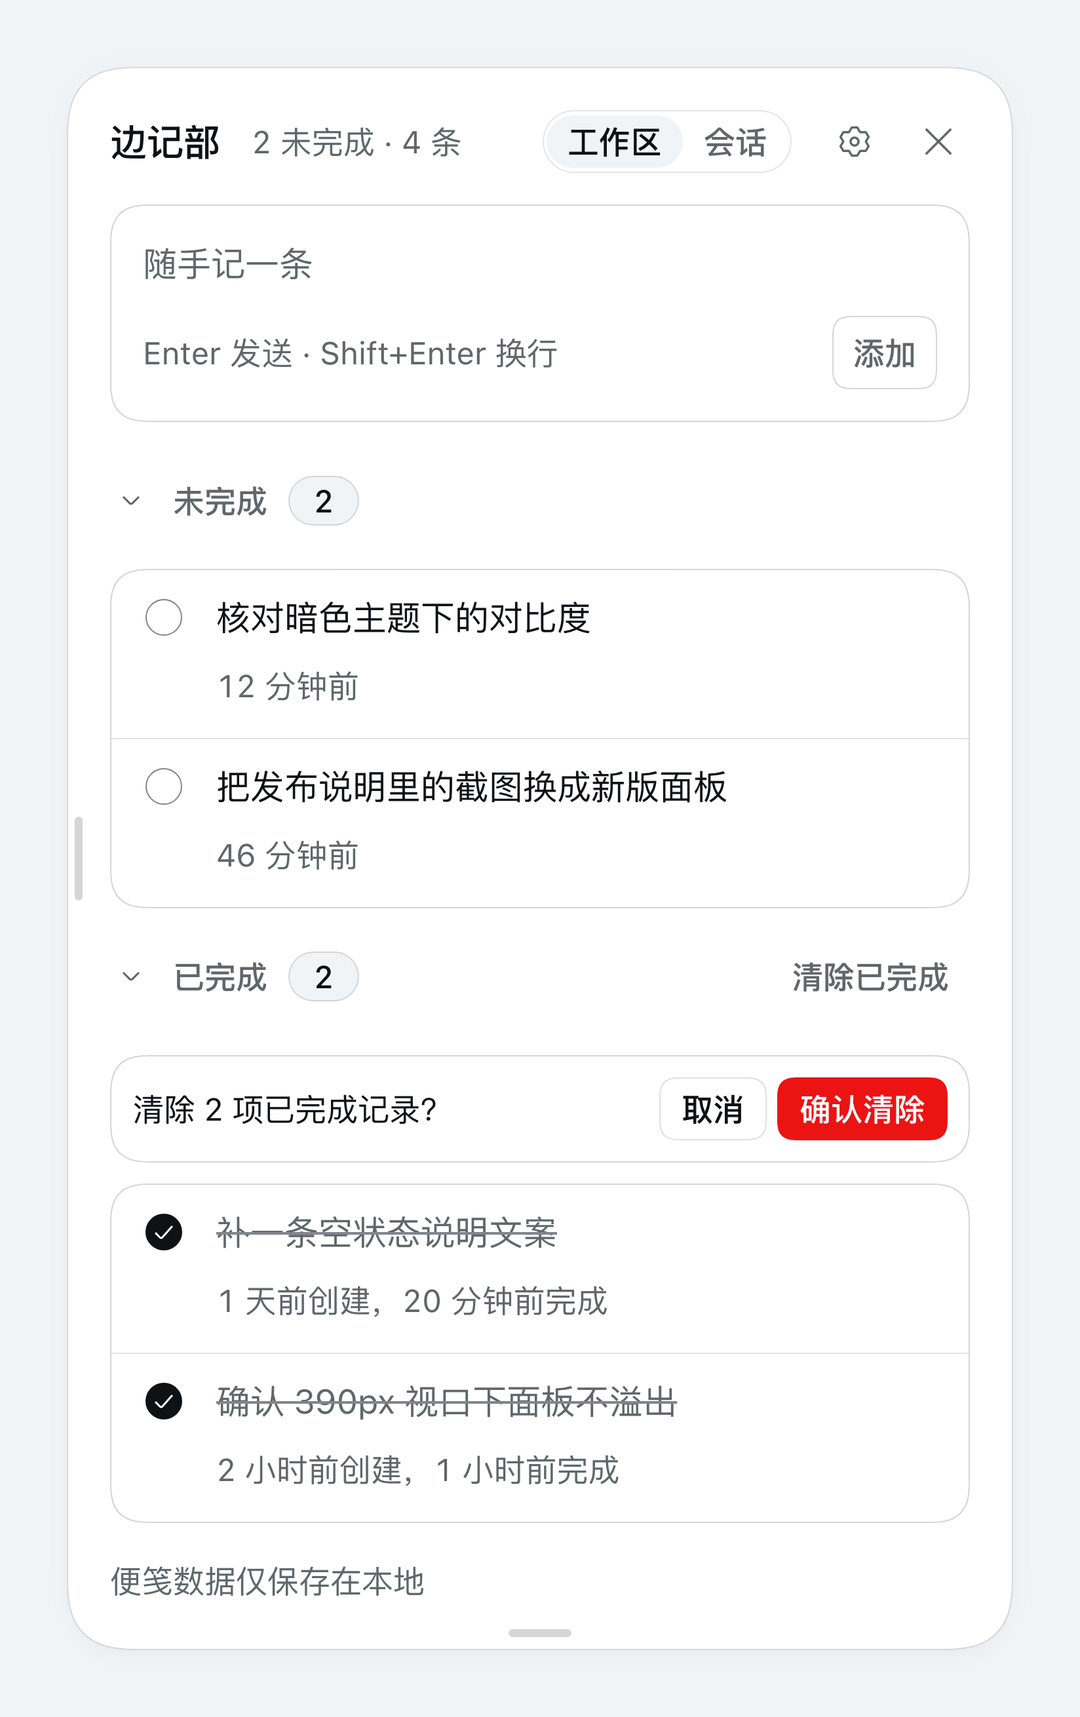 边记部 2 未完成 · 4 条 工作区 会话
随手记一条
Enter 发送 · Shift+Enter 换行 添加
未完成 2
核对暗色主题下的对比度
12 分钟前
把发布说明里的截图换成新版面板
46 分钟前
已完成 2 清除已完成
清除 2 项已完成记录? 取消 确认清除
补一条空状态说明文案
1 天前创建，20 分钟前完成
确认 390px 视口下面板不溢出
2 小时前创建，1 小时前完成
便笺数据仅保存在本地